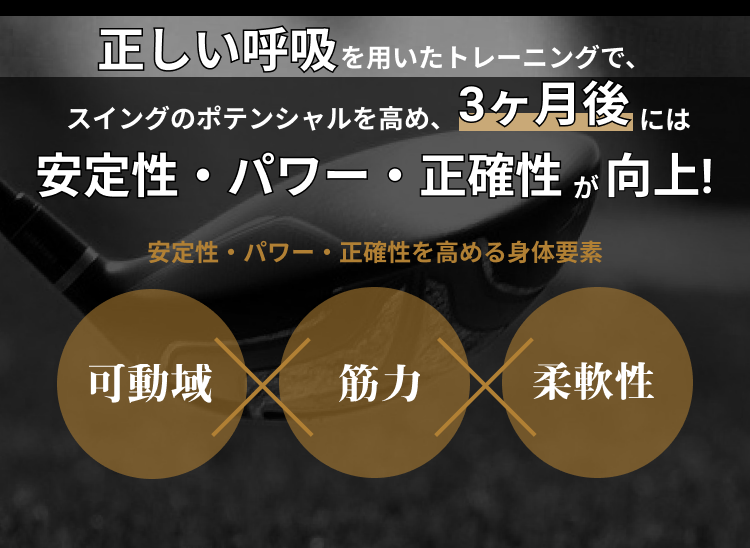 正しい呼吸を用いたトレーニングで、
スイングのポテンシャルを高め、3ヶ月後には
安定性・パワー・正確性が向上!
安定性・パワー・正確性を高める身体要素
可動域 筋力 柔軟性